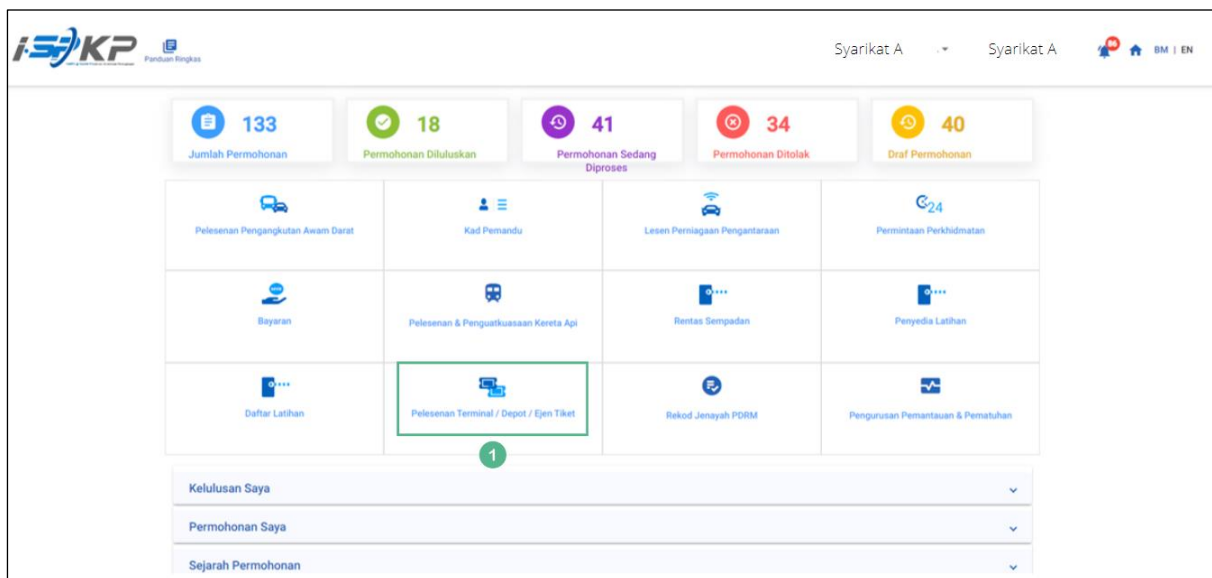 i-SPKP
Panduan Ringkas
Syarikat A
Syarikat A
86
BM | EN
133
Jumlah Permohonan
18
Permohonan Diluluskan
41
Permohonan Sedang
Diproses
34
Permohonan Ditolak
40
Draf Permohonan
Pelesenan Pengangkutan Awam Darat
Kad Pemandu
Lesen Perniagaan Pengantaraan
24
Permintaan Perkhidmatan
Bayaran
Pelesenan & Penguatkuasaan Kereta Api
Rentas Sempadan
Penyedia Latihan
Daftar Latihan
Pelesenan Terminal / Depot / Ejen Tiket
Rekod Jenayah PDRM
Pengurusan Pemantauan & Pematuhan
1
Kelulusan Saya
Permohonan Saya
Sejarah Permohonan